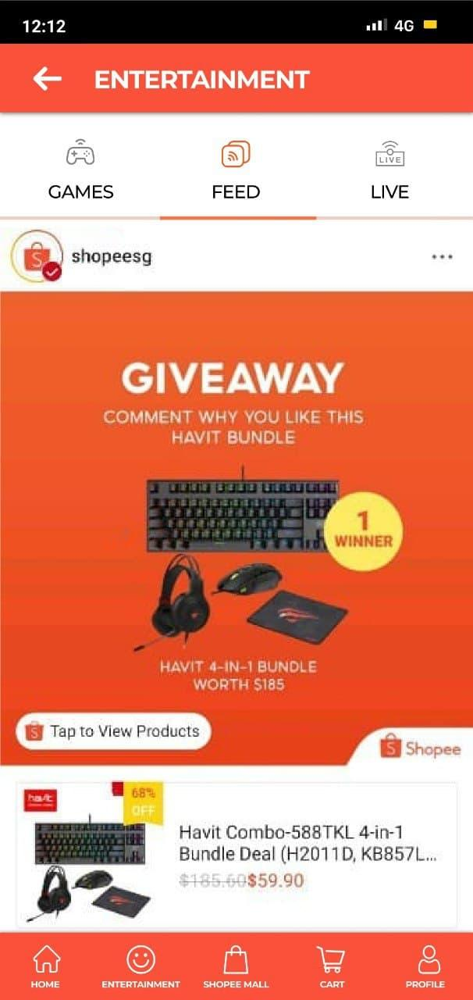 12:12
4G
ENTERTAINMENT
GAMES
FEED
LIVE
LIVE
shopeesg
GIVEAWAY
COMMENT WHY YOU LIKE THIS
HAVIT BUNDLE
1
WINNER
HAVIT 4-IN-1 BUNDLE
WORTH $185
Tap to View Products
Shopee
havit
68%
OFF
Havit Combo-588TKL 4-in-1
Bundle Deal (H2011D, KB857L...
$185.60 $59.90
HOME
ENTERTAINMENT
SHOPEE MALL
CART
PROFILE